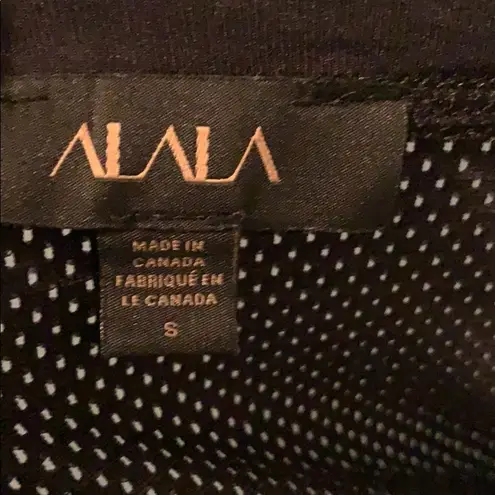 ALALA
MADE IN
CANADA
FABRIQUÉ EN
LE CANADA
S